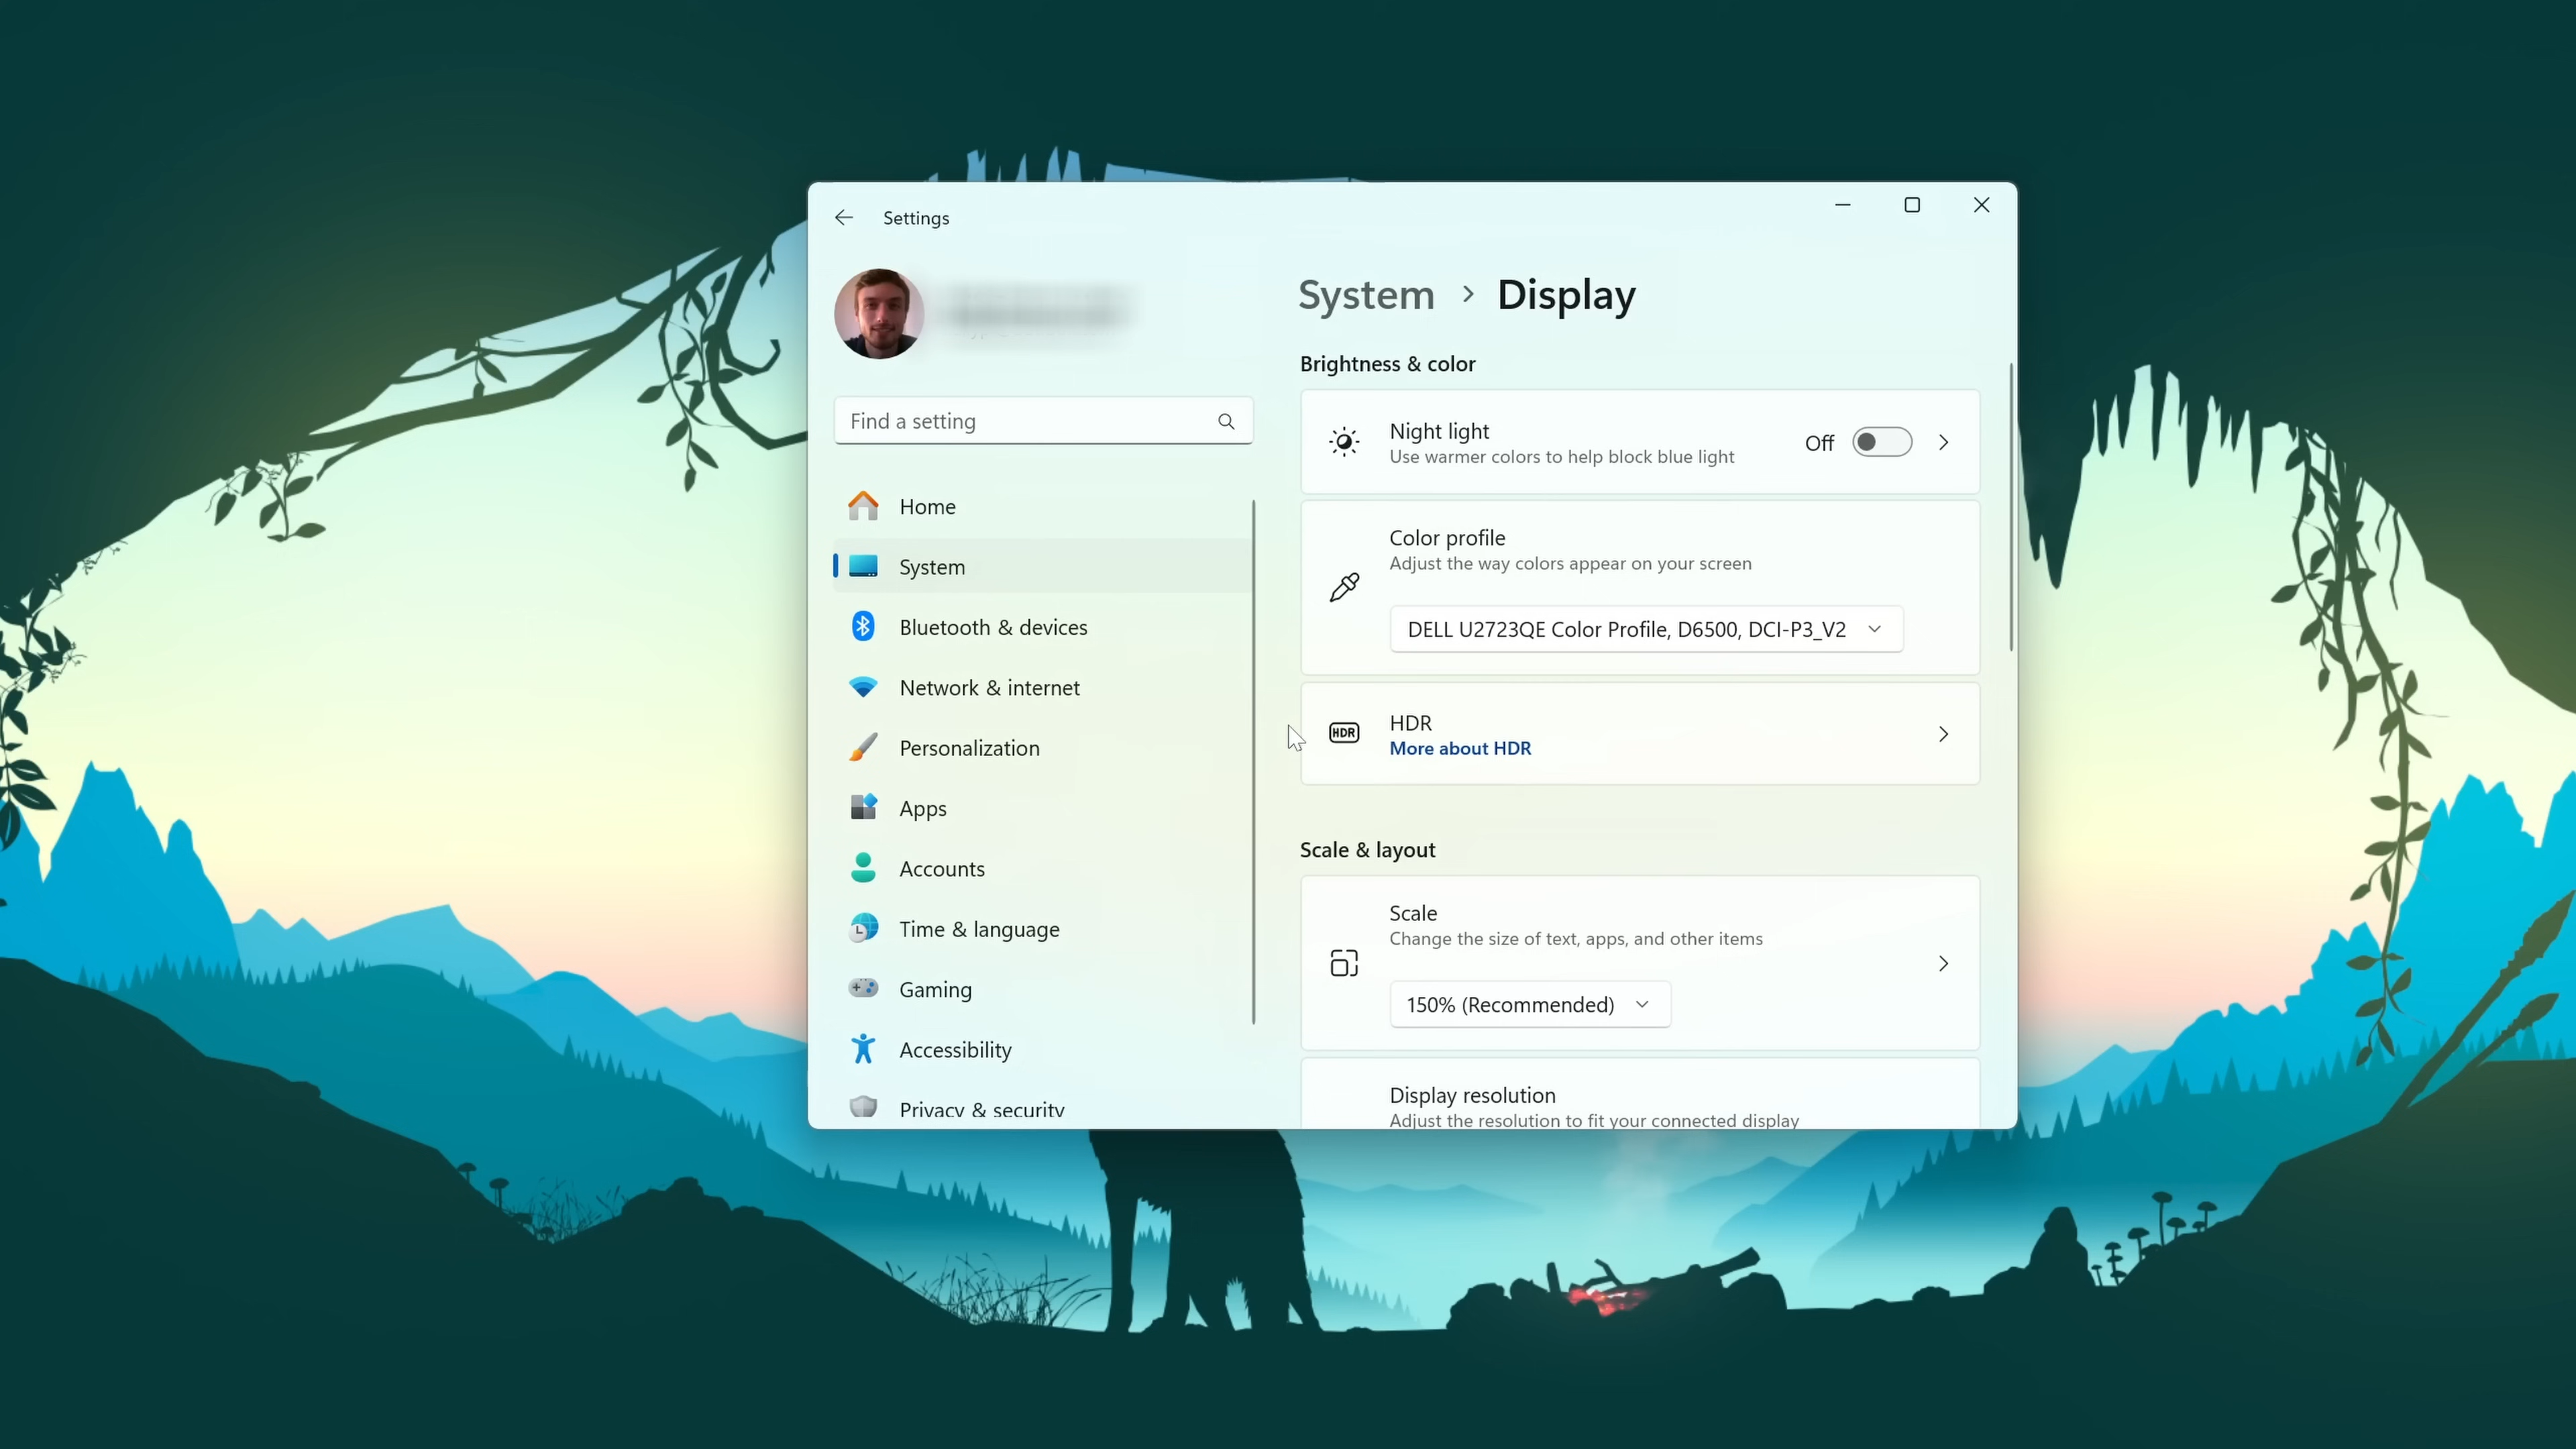 Settings
Find a setting
Home
System
Bluetooth & devices
Network & internet
Personalization
Apps
Accounts
Time & language
Gaming
Accessibility
Privacy & security
System > Display
Brightness & color
Night light
Use warmer colors to help block blue light
Off
Color profile
Adjust the way colors appear on your screen
DELL U2723QE Color Profile, D6500, DCI-P3_V2
HDR
HDR
More about HDR
Scale & layout
Scale
Change the size of text, apps, and other items
150% (Recommended)
Display resolution
Adjust the resolution to fit your connected display